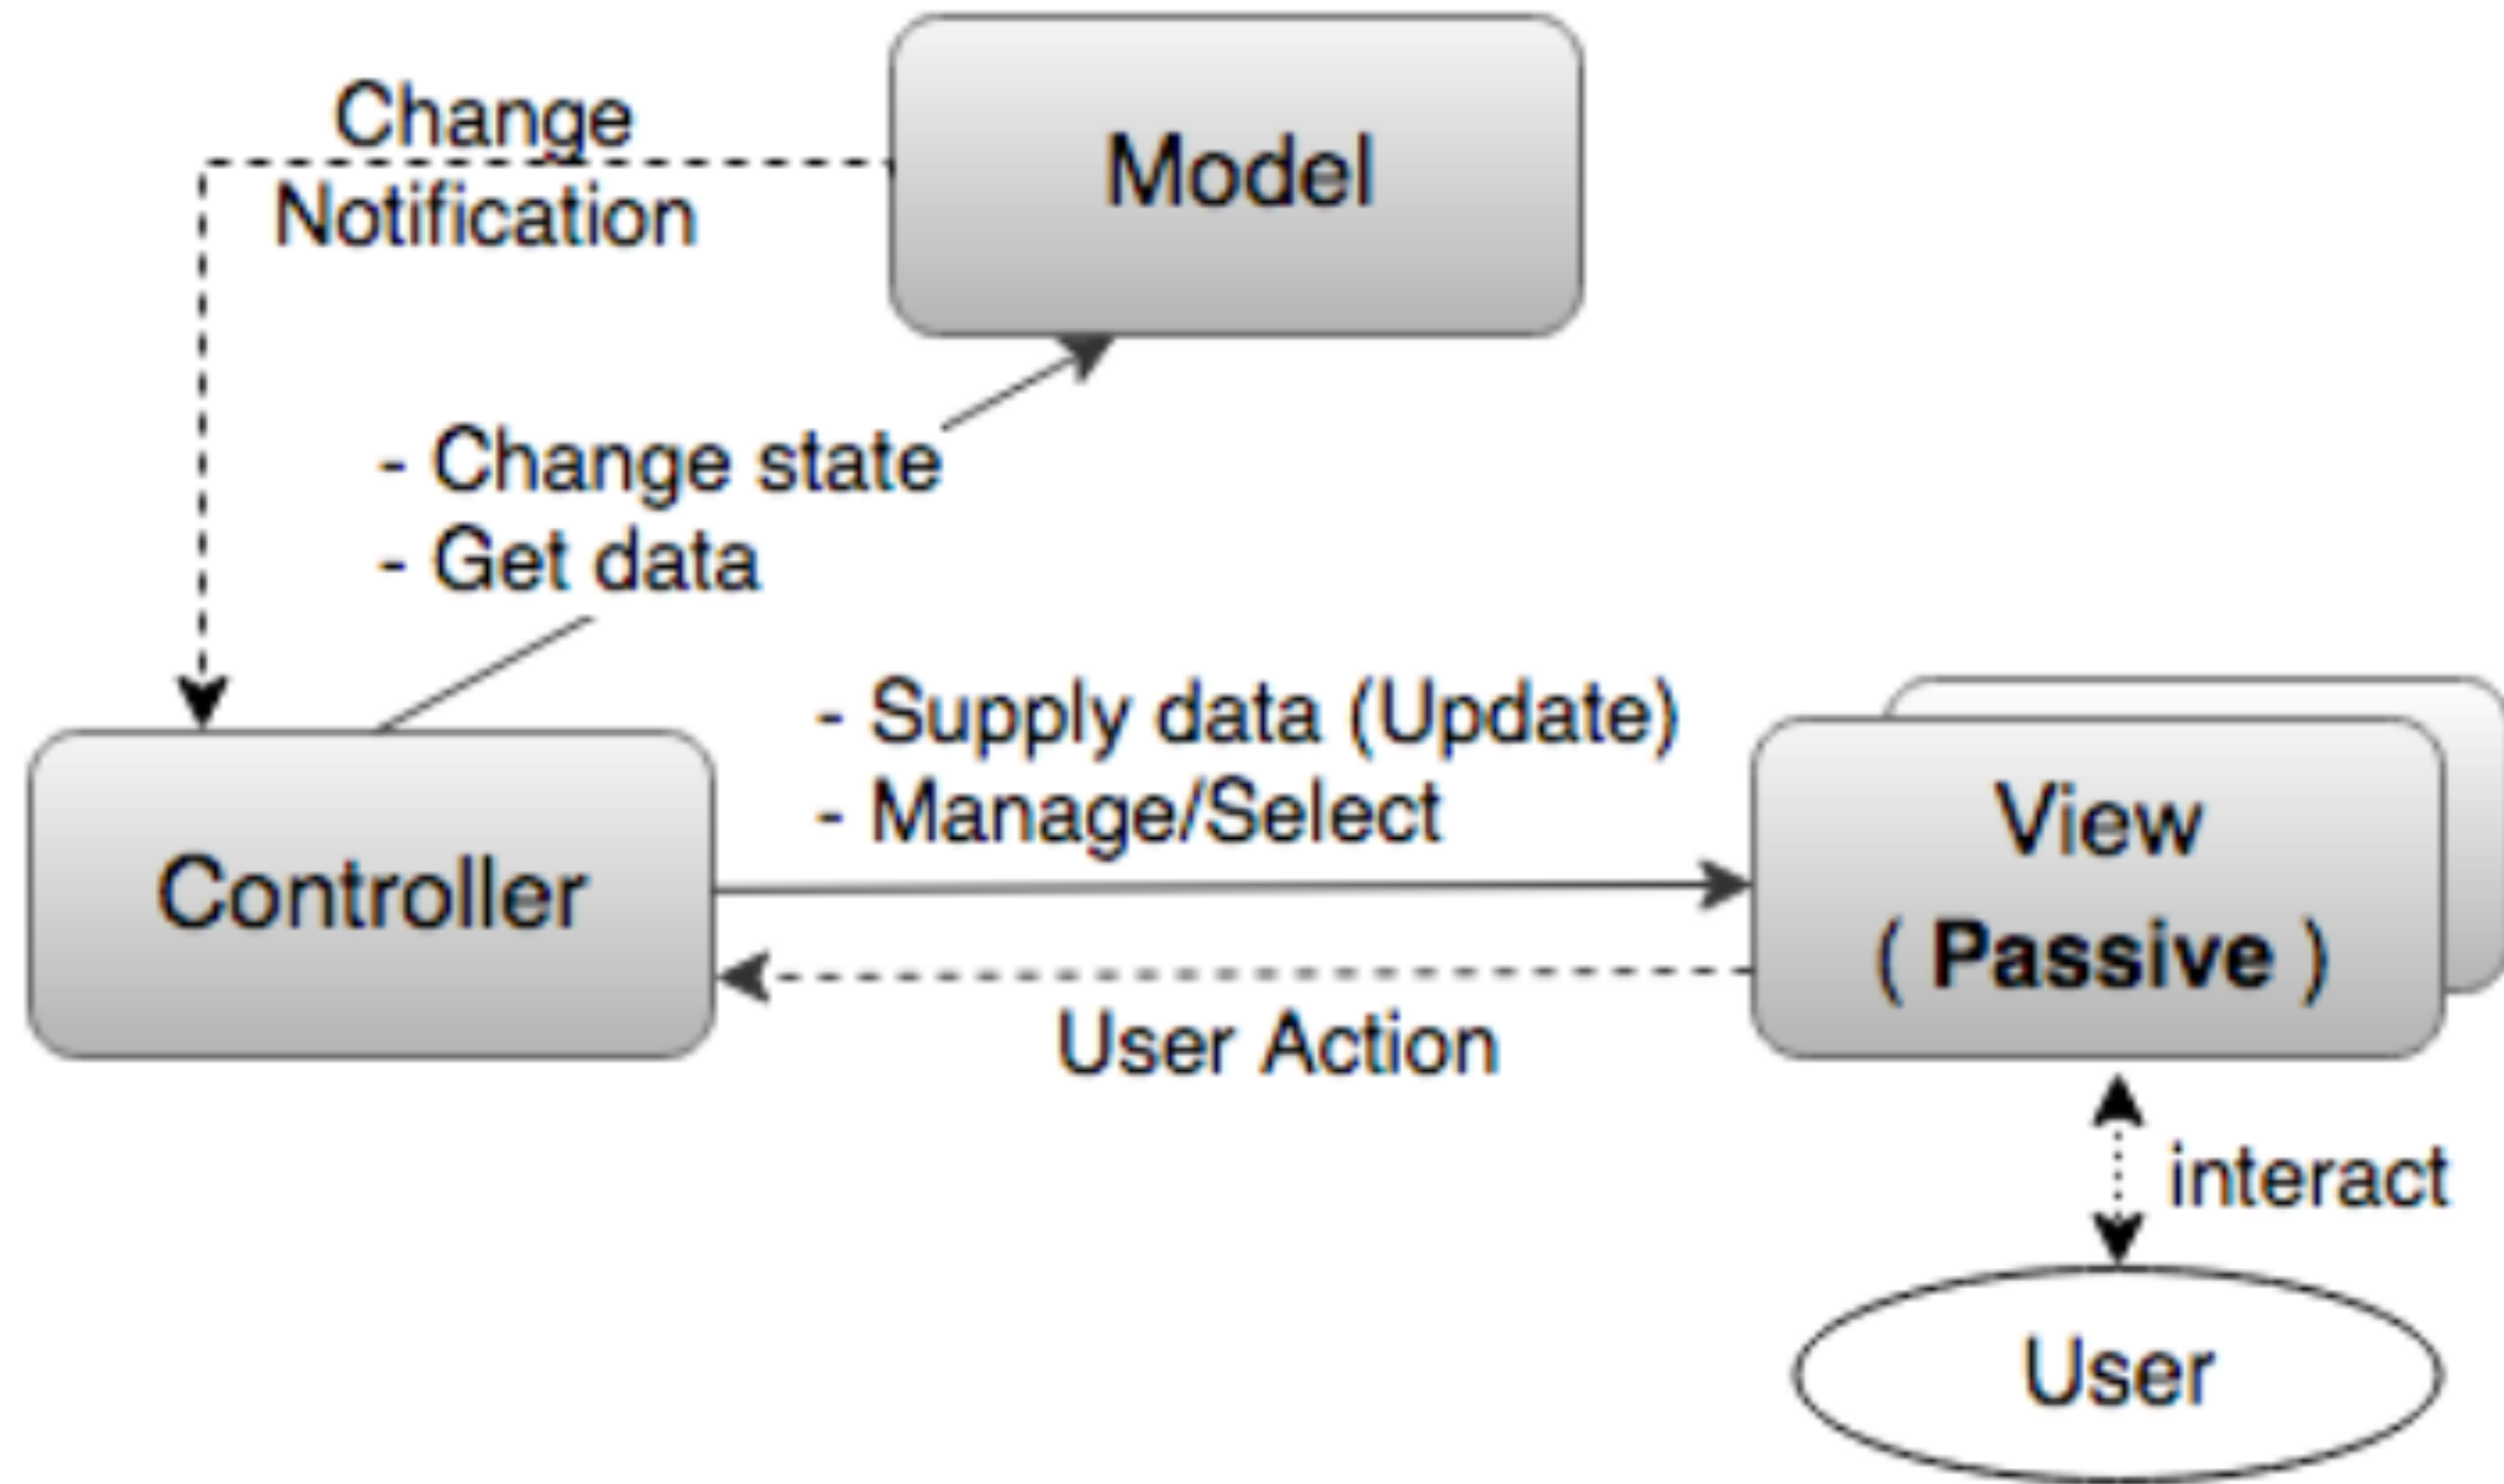 Change
Notification
Model
- Change state
- Get data
- Supply data (Update)
- Manage/Select
Controller
View
( Passive )
User Action
interact
User